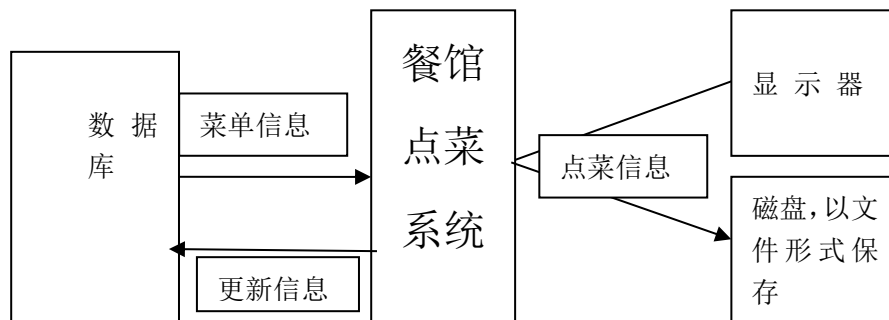 数据
库
菜单信息
更新信息
餐馆
点菜
系统
点菜信息
显示器
磁盘，以文
件形式保
存